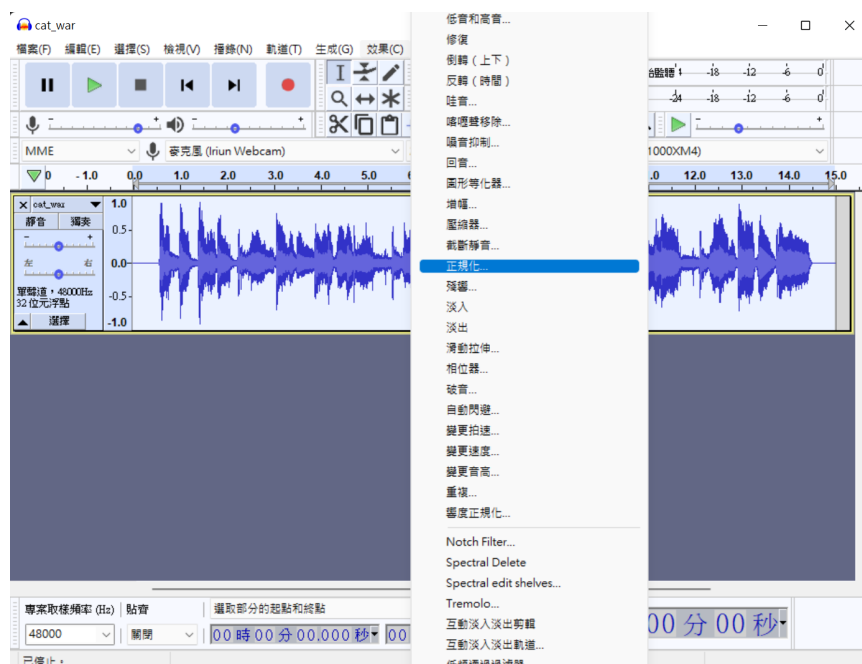 cat_war
檔案(F) 編輯(E) 選擇(S) 檢視(V) 播錄(N) 軌道(T) 生成(G) 效果(C)
低音和高音...
修復
倒轉(上下)
反轉(時間)
哇音...
喀嚦聲移除...
噪音抑制...
回音...
圖形等化器...
增幅...
壓縮器...
截斷靜音...
正規化...
殘響...
淡入
淡出
滑動拉伸...
相位器...
破音...
自動閃避...
變更拍速...
變更速度...
變更音高...
重複...
響度正規化...
Notch Filter...
Spectral Delete
Spectral edit shelves...
Tremolo...
互動淡入淡出剪輯
互動淡入淡出軌道...
-18 -12 -6 0
-24 -18 -12 -6 0
MME
麥克風 (Iriun Webcam)
1000XM4)
0 -1.0 0.0 1.0 2.0 3.0 4.0 5.0
.0 12.0 13.0 14.0 15.0
cat_war
靜音 獨奏
左 右
單聲道,48000Hz
32 位元浮點
選擇
1.0
0.5
0.0
-0.5
-1.0
專案取樣頻率 (Hz)
貼齊
選取部分的起點和終點
48000
關閉
00 時 00 分 00.000 秒
00
00 分 00 秒
已停止。